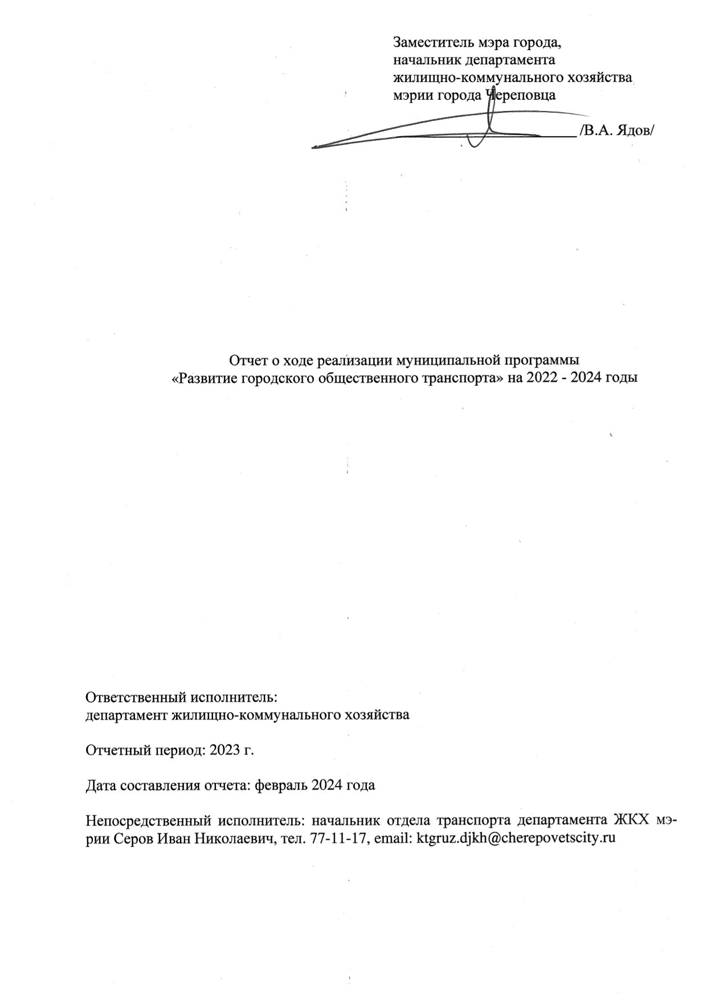 Заместитель мэра города,
начальник департамента
жилищно-коммунального хозяйства
мэрии города Череповца
/В.А. Ядов/
Отчет о ходе реализации муниципальной программы
«Развитие городского общественного транспорта» на 2022 - 2024 годы
Ответственный исполнитель:
департамент жилищно-коммунального хозяйства
Отчетный период: 2023 г.
Дата составления отчета: февраль 2024 года
Непосредственный исполнитель: начальник отдела транспорта департамента ЖКХ мэ-
рии Серов Иван Николаевич, тел. 77-11-17, email: ktgruz.djkh@cherepovetscity.ru